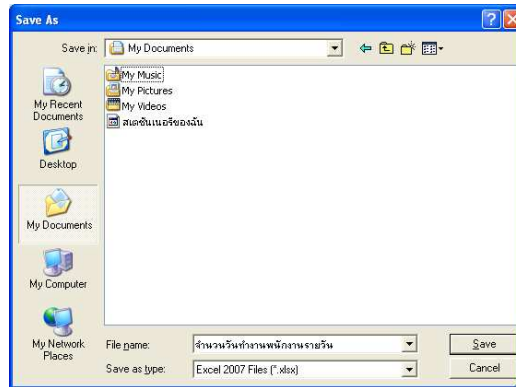 Save As
Save in:
My Documents
My Recent Documents
Desktop
My Documents
My Computer
My Network Places
My Music
My Pictures
My Videos
สเตชันเนอรีของฉัน
File name:
จำนวนวันทำงานพนักงานรายวัน
Save
Save as type:
Excel 2007 Files (*.xlsx)
Cancel